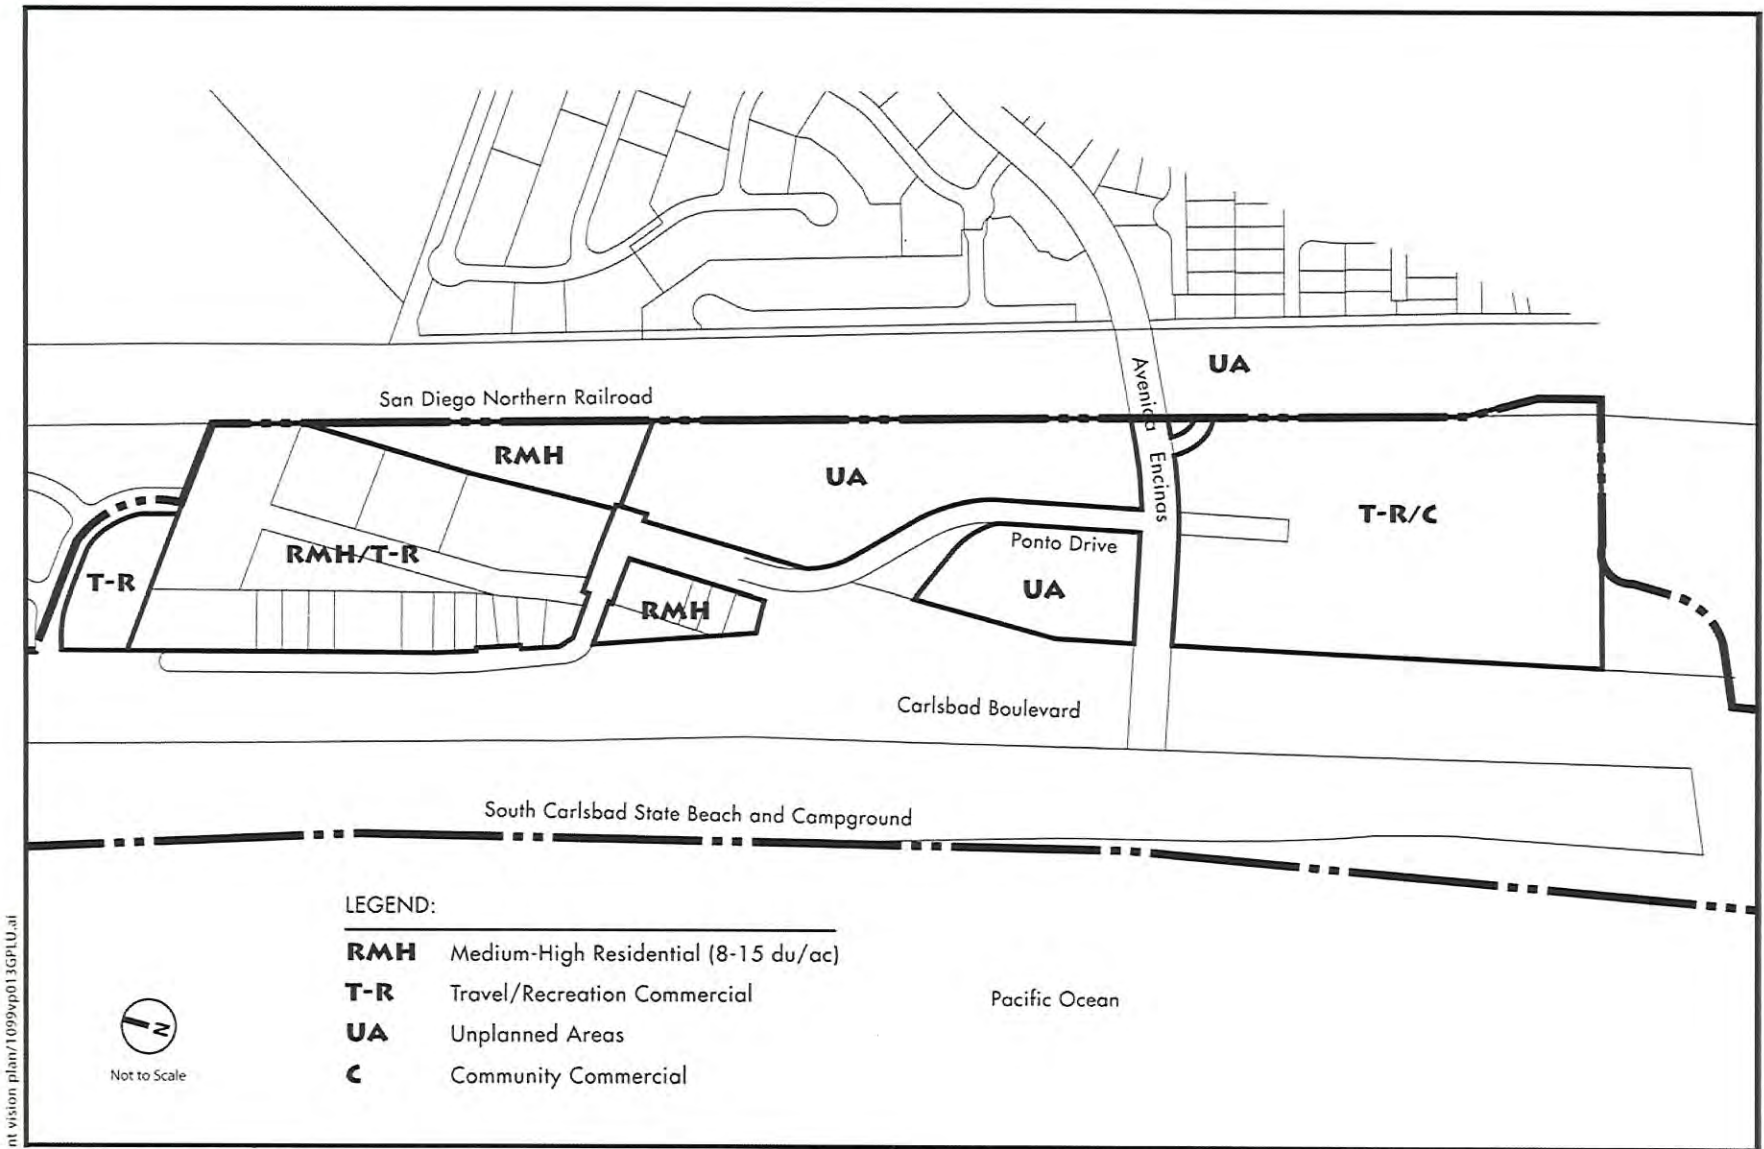 UA
Avenida Encinas
San Diego Northern Railroad
RMH
UA
T-R/C
Ponto Drive
RMH/T-R
T-R
UA
RMH
Carlsbad Boulevard
South Carlsbad State Beach and Campground
LEGEND:
RMH Medium-High Residential (8-15 du/ac)
T-R Travel/Recreation Commercial
Pacific Ocean
UA Unplanned Areas
C Community Commercial
N
Not to Scale
nt vision plan/1099vp013GPLU.ai